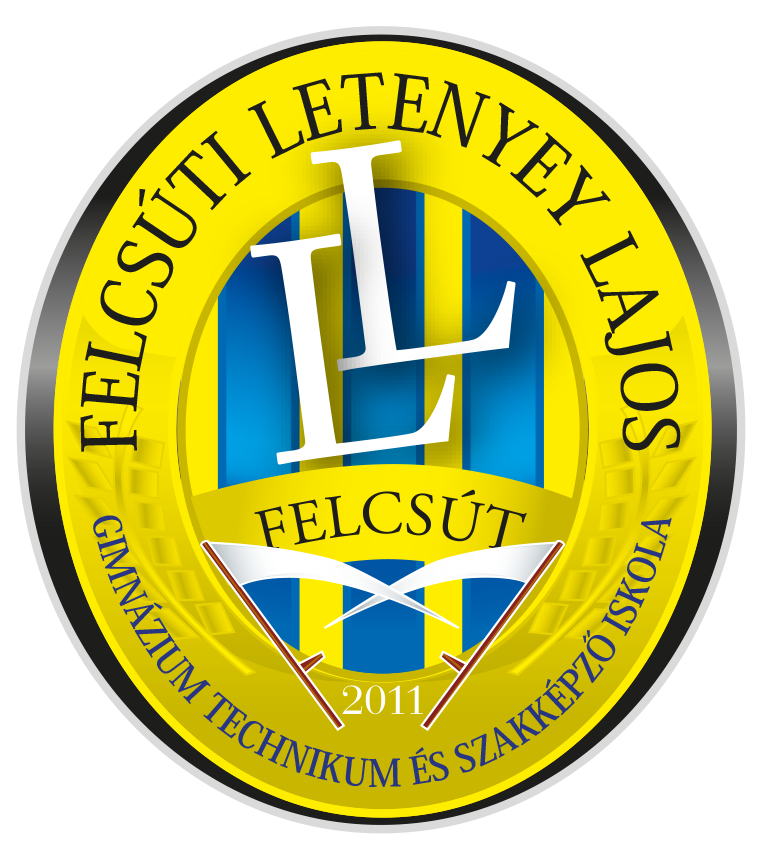 FELCSÚTI LETENYEY LAJOS
LL
FELCSÚT
2011
GIMNÁZIUM TECHNIKUM ÉS SZAKKÉPZŐ ISKOLA